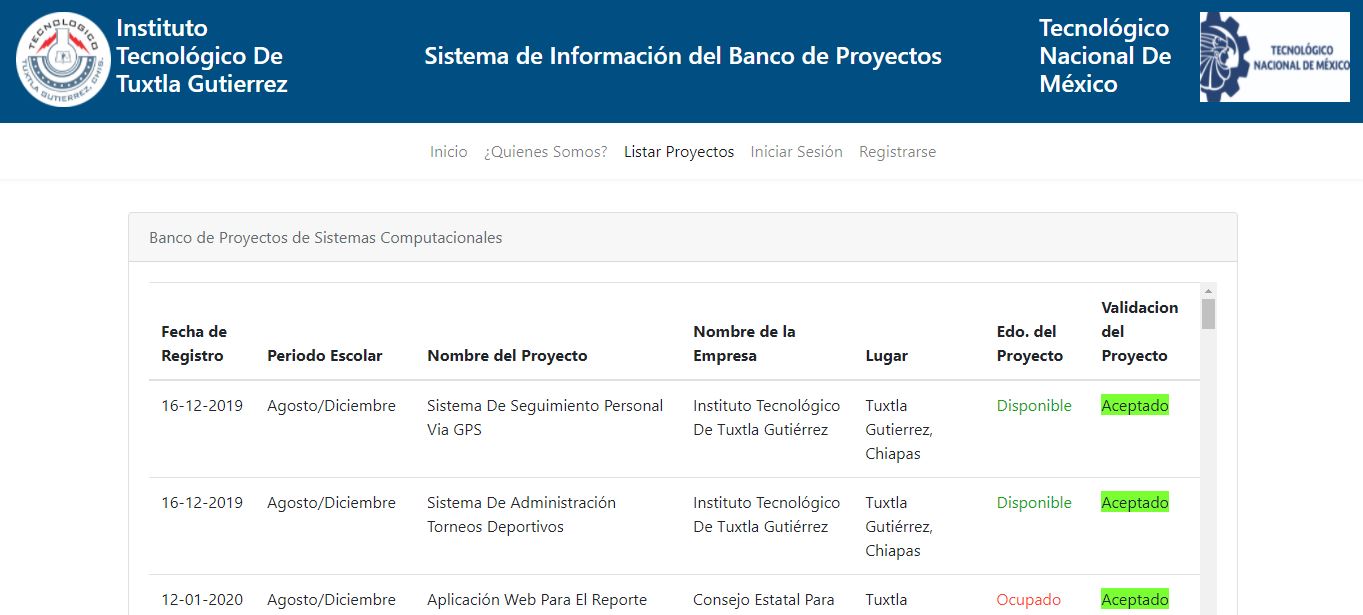 TECNOLOGICO
TUXTLA GUTIERREZ, CHIS.
Instituto
Tecnológico De
Tuxtla Gutierrez
Sistema de Información del Banco de Proyectos
Tecnológico
Nacional De
México
TECNOLÓGICO
NACIONAL DE MÉXICO
Inicio ¿Quienes Somos? Listar Proyectos Iniciar Sesión Registrarse
Banco de Proyectos de Sistemas Computacionales
Fecha de
Registro
Periodo Escolar
Nombre del Proyecto
Nombre de la
Empresa
Lugar
Edo. del
Proyecto
Validacion
del
Proyecto
16-12-2019
Agosto/Diciembre
Sistema De Seguimiento Personal
Via GPS
Instituto Tecnológico
De Tuxtla Gutiérrez
Tuxtla
Gutierrez,
Chiapas
Disponible
Aceptado
16-12-2019
Agosto/Diciembre
Sistema De Administración
Torneos Deportivos
Instituto Tecnológico
De Tuxtla Gutiérrez
Tuxtla
Gutiérrez,
Chiapas
Disponible
Aceptado
12-01-2020
Agosto/Diciembre
Aplicación Web Para El Reporte
Consejo Estatal Para
Tuxtla
Ocupado
Aceptado